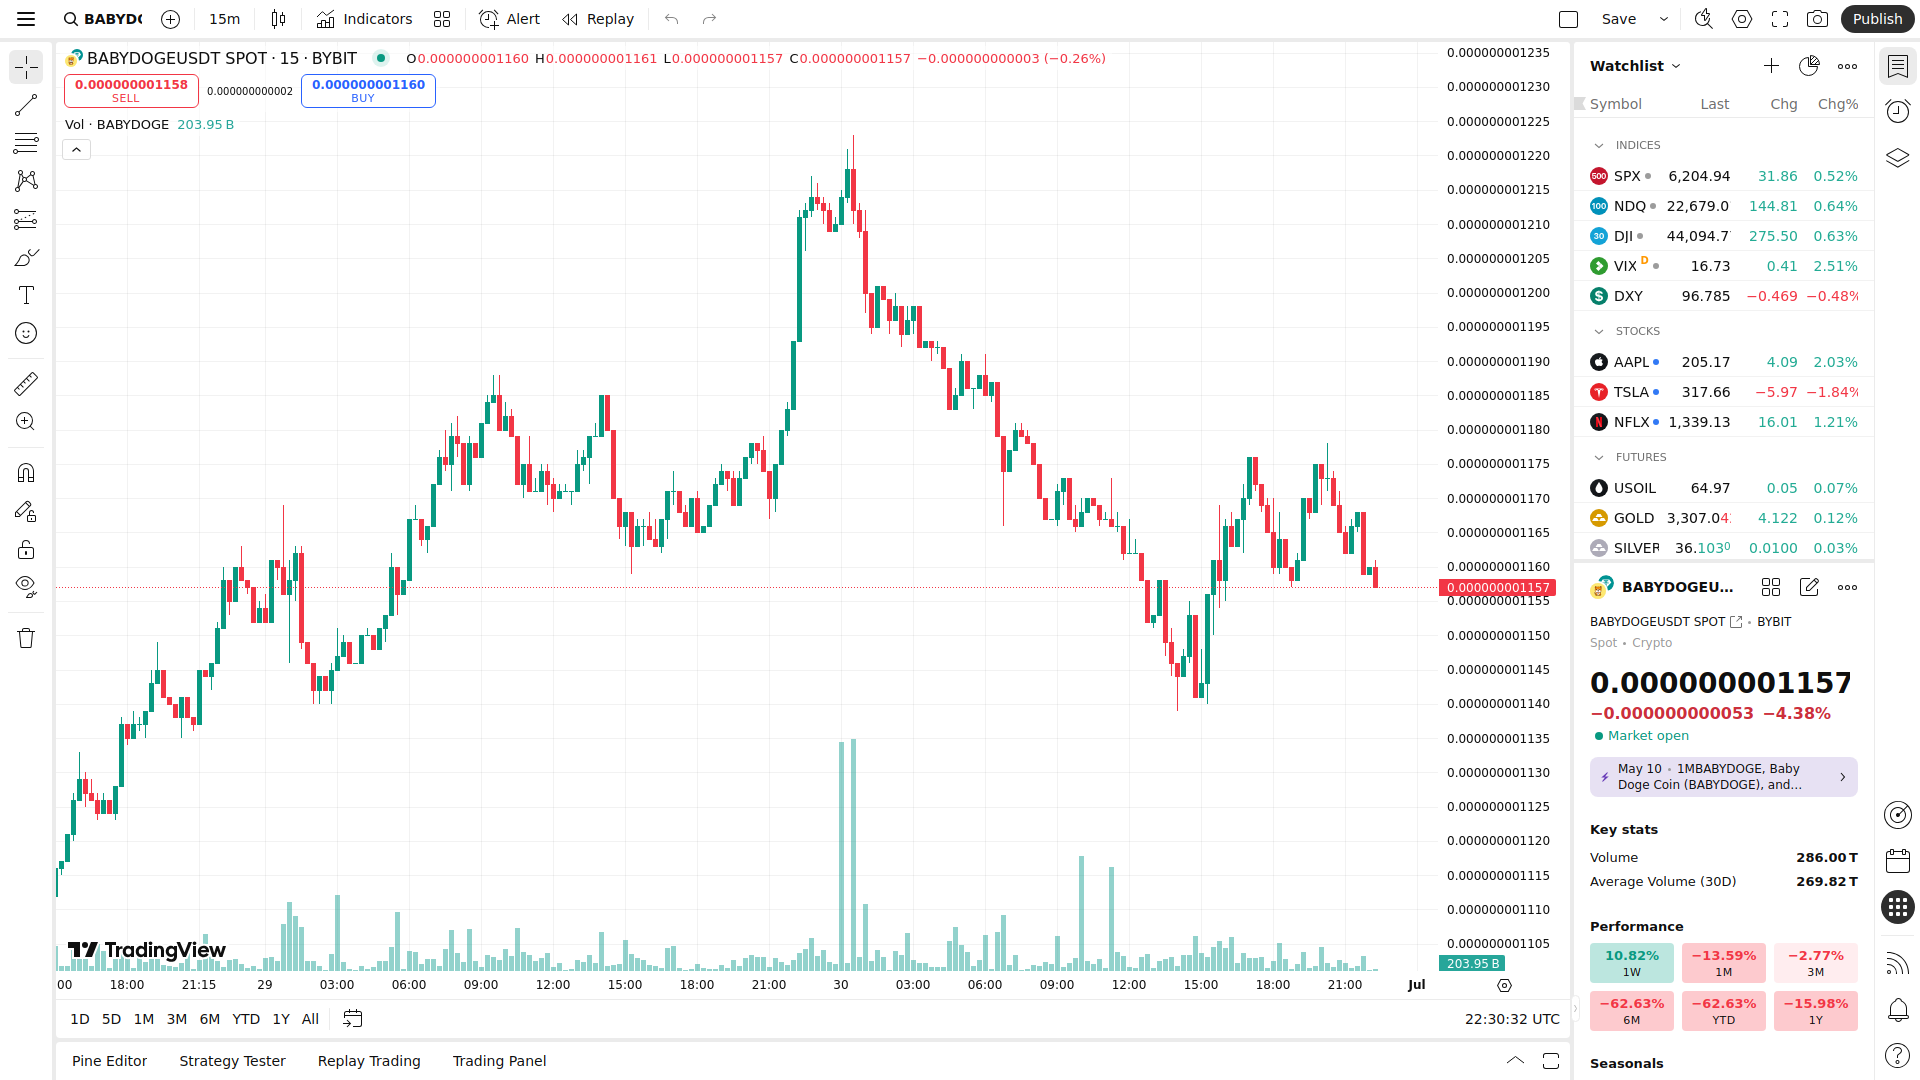 BABYDO
15m
Indicators
Alert
Replay
Save
Publish
BABYDOGEUSDT SPOT · 15 · BYBIT
O0.000000001160 H0.000000001161 L0.000000001157 C0.000000001157 −0.000000000003 (−0.26%)
0.000000001158
SELL
0.000000000002
0.000000001160
BUY
Vol · BABYDOGE 203.95 B
0.000000001235
0.000000001230
0.000000001225
0.000000001220
0.000000001215
0.000000001210
0.000000001205
0.000000001200
0.000000001195
0.000000001190
0.000000001185
0.000000001180
0.000000001175
0.000000001170
0.000000001165
0.000000001160
0.000000001157
0.000000001155
0.000000001150
0.000000001145
0.000000001140
0.000000001135
0.000000001130
0.000000001125
0.000000001120
0.000000001115
0.000000001110
0.000000001105
203.95 B
TradingView
00 18:00 21:15 29 03:00 06:00 09:00 12:00 15:00 18:00 21:00 30 03:00 06:00 09:00 12:00 15:00 18:00 21:00 Jul
1D 5D 1M 3M 6M YTD 1Y All
22:30:32 UTC
Pine Editor Strategy Tester Replay Trading Trading Panel
Watchlist
Symbol Last Chg Chg%
INDICES
500 SPX 6,204.94 31.86 0.52%
100 NDQ 22,679.0 144.81 0.64%
30 DJI 44,094.7 275.50 0.63%
VIX D 16.73 0.41 2.51%
DXY 96.785 −0.469 −0.48%
STOCKS
AAPL 205.17 4.09 2.03%
TSLA 317.66 −5.97 −1.84%
NFLX 1,339.13 16.01 1.21%
FUTURES
USOIL 64.97 0.05 0.07%
GOLD 3,307.04 4.122 0.12%
SILVER 36.1030 0.0100 0.03%
BABYDOGEU...
BABYDOGEUSDT SPOT • BYBIT
Spot • Crypto
0.000000001157
−0.000000000053 −4.38%
Market open
May 10 • 1MBABYDOGE, Baby
Doge Coin (BABYDOGE), and...
Key stats
Volume 286.00 T
Average Volume (30D) 269.82 T
Performance
10.82% −13.59% −2.77%
1W 1M 3M
−62.63% −62.63% −15.98%
6M YTD 1Y
Seasonals